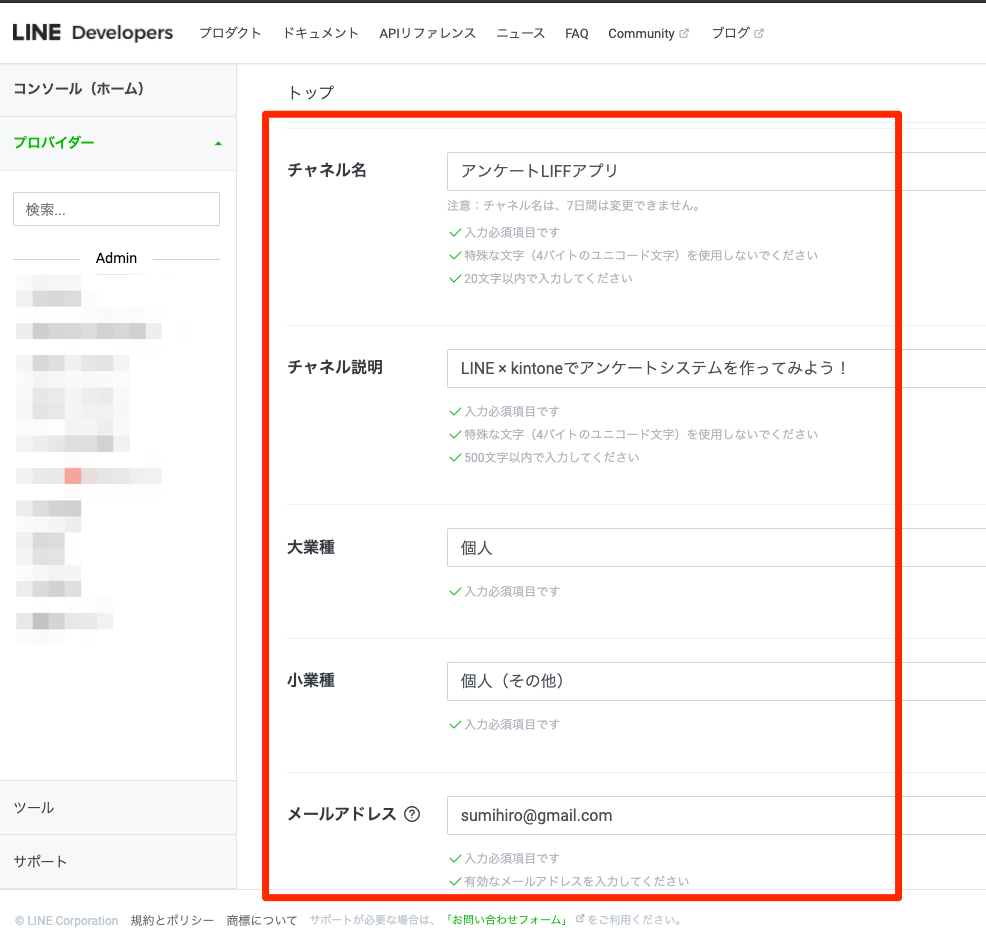 LINE Developers プロダクト ドキュメント APIリファレンス ニュース FAQ Community ブログ
コンソール（ホーム）
プロバイダー
検索...
Admin
ツール
サポート
トップ
チャネル名
アンケートLIFFアプリ
注意：チャネル名は、7日間は変更できません。
入力必須項目です
特殊な文字（4バイトのユニコード文字）を使用しないでください
20文字以内で入力してください
チャネル説明
LINE × kintoneでアンケートシステムを作ってみよう！
入力必須項目です
特殊な文字（4バイトのユニコード文字）を使用しないでください
500文字以内で入力してください
大業種
個人
入力必須項目です
小業種
個人（その他）
入力必須項目です
メールアドレス ?
sumihiro@gmail.com
入力必須項目です
有効なメールアドレスを入力してください
© LINE Corporation 規約とポリシー 商標について サポートが必要な場合は、「お問い合わせフォーム」をご利用ください。